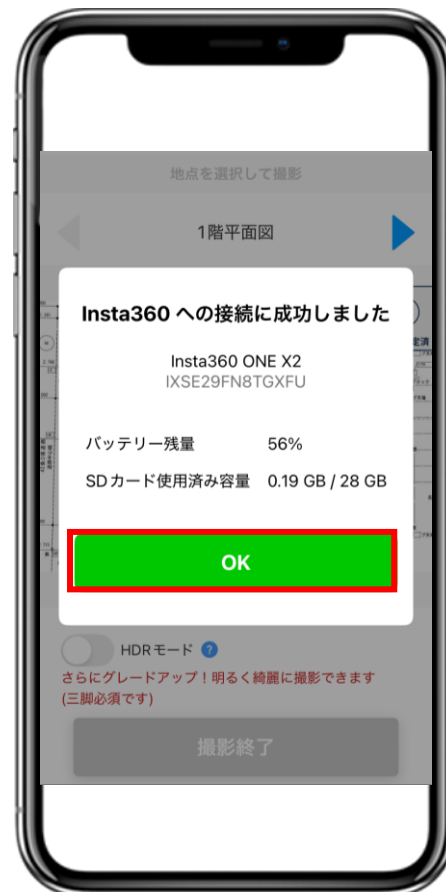 地点を選択して撮影
1階平面図
Insta360 への接続に成功しました
Insta360 ONE X2
IXSE29FN8TGXFU
バッテリー残量 56%
SDカード使用済み容量 0.19 GB / 28 GB
OK
HDRモード ?
さらにグレードアップ！明るく綺麗に撮影できます
(三脚必須です)
撮影終了